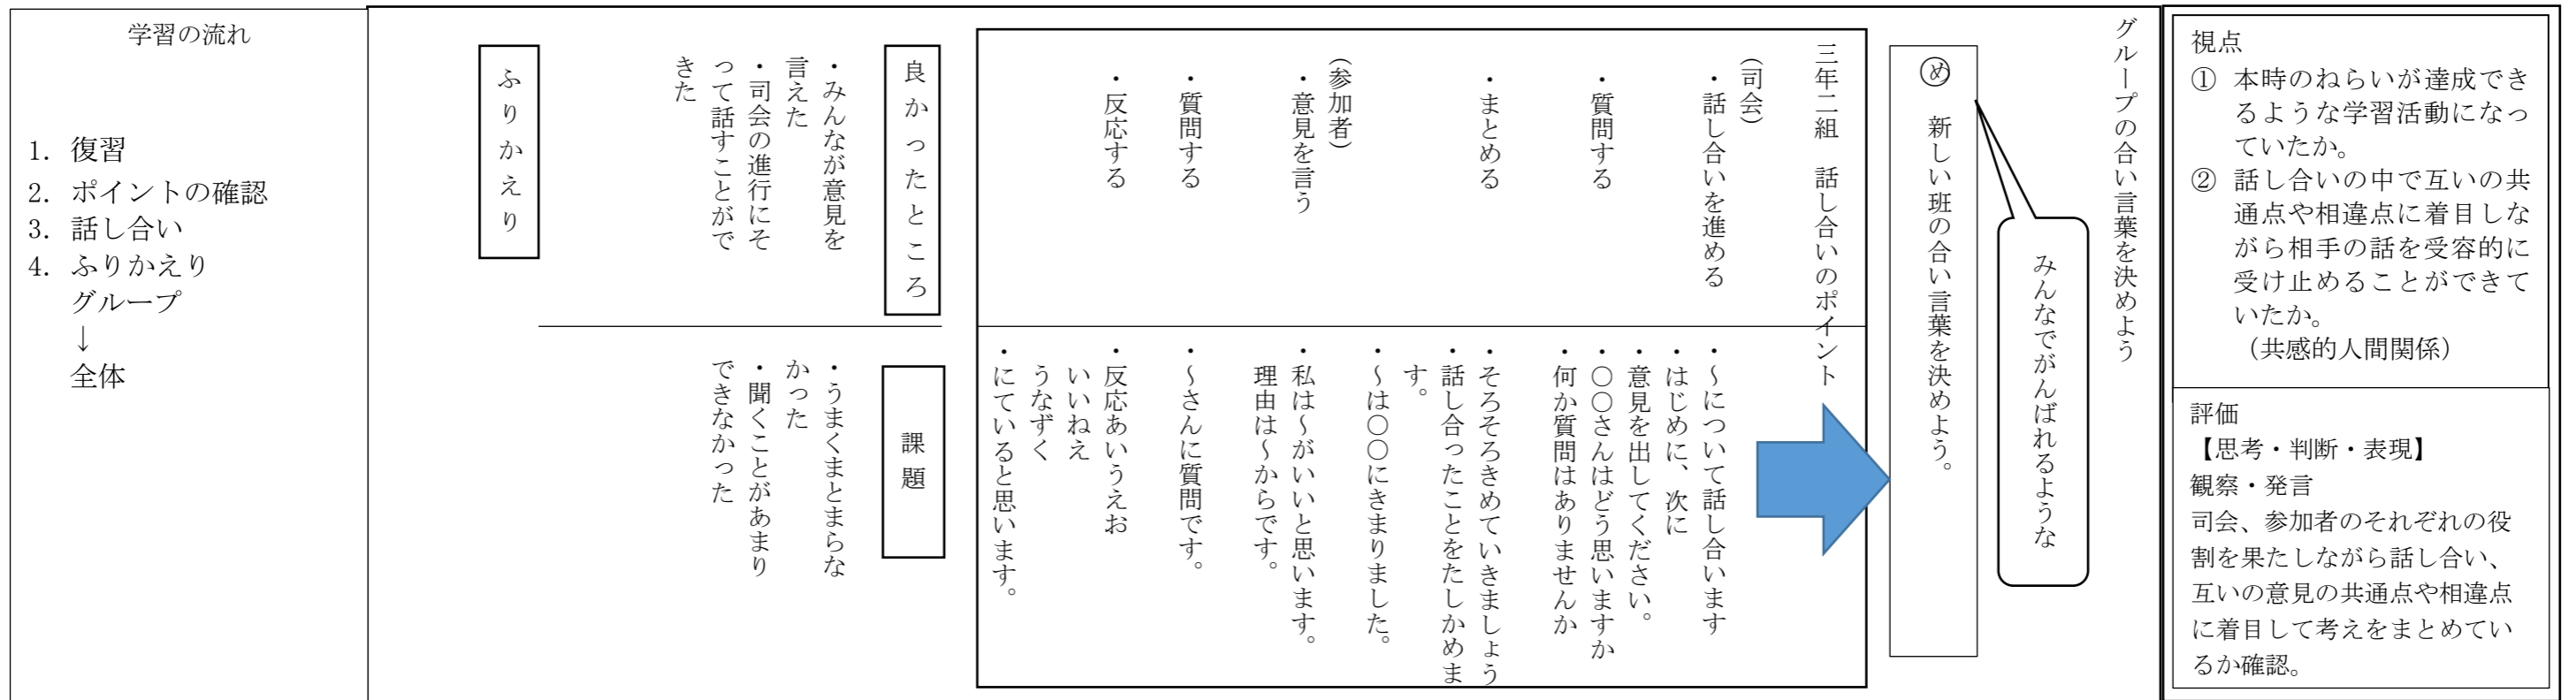 視点
① 本時のねらいが達成でき
るような学習活動になっ
ていたか。
② 話し合いの中で互いの共
通点や相違点に着目しな
がら相手の話を受容的に
受け止めることができて
いたか。
（共感的人間関係）
評価
【思考・判断・表現】
観察・発言
司会、参加者のそれぞれの役
割を果たしながら話し合い、
互いの意見の共通点や相違点
に着目して考えをまとめてい
るか確認。
グループの合い言葉を決めよう
みんなでがんばれるような
㋱ 新しい班の合い言葉を決めよう。
三年二組　話し合いのポイント
（司会）
・話し合いを進める
・質問する
・まとめる
（参加者）
・意見を言う
・質問する
・反応する
・～について話し合います
・はじめに、次に
・意見を出してください。
・〇〇さんはどう思いますか
・何か質問はありませんか
・そろそろきめていきましょう
・話し合ったことをたしかめま
す。
・～は〇〇にきまりました。
・私は～がいいと思います。
理由は～からです。
・～さんに質問です。
・反応あいうえお
いいねえ
うなずく
・にていると思います。
良かったところ
・みんなが意見を
言えた
・司会の進行にそ
って話すことがで
きた
課題
・うまくまとまらな
かった
・聞くことがあまり
できなかった
ふりかえり
学習の流れ
1. 復習
2. ポイントの確認
3. 話し合い
4. ふりかえり
グループ
↓
全体